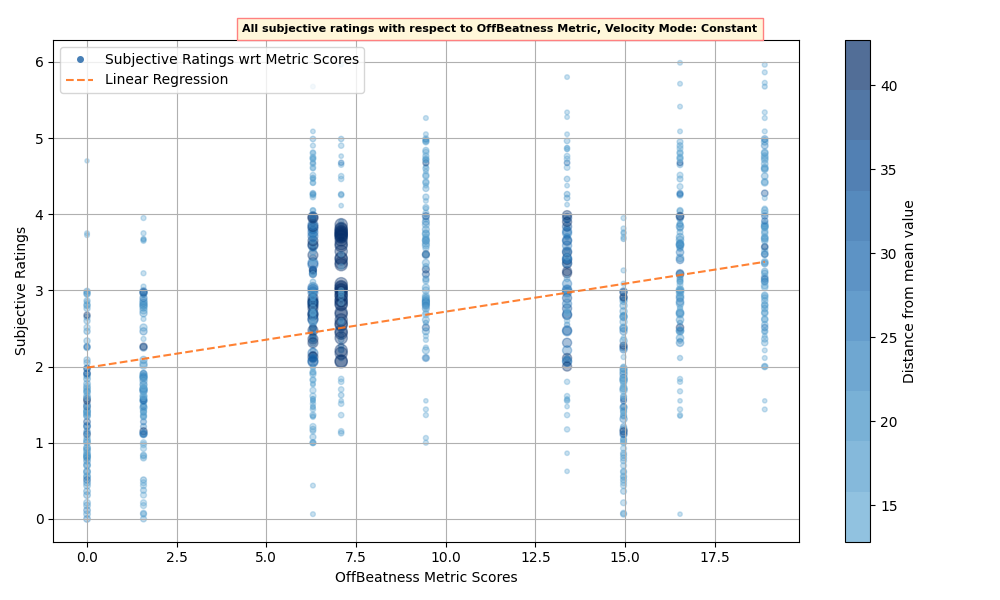 All subjective ratings with respect to OffBeatness Metric, Velocity Mode: Constant
Subjective Ratings wrt Metric Scores
Linear Regression
6
5
4
3
2
1
0
Subjective Ratings
0.0 2.5 5.0 7.5 10.0 12.5 15.0 17.5
OffBeatness Metric Scores
40
35
30
25
20
15
Distance from mean value